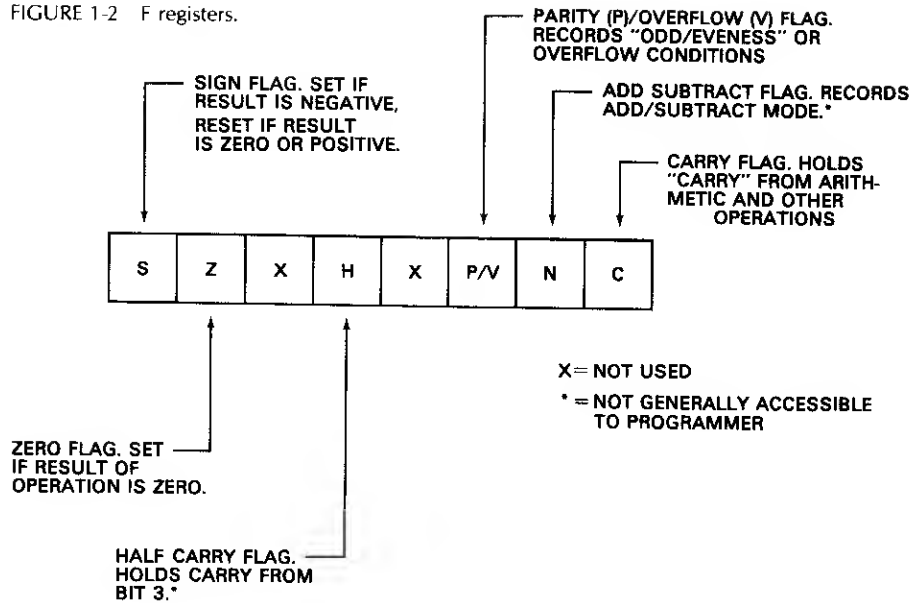 FIGURE 1-2 F registers.
PARITY (P)/OVERFLOW (V) FLAG.
RECORDS "ODD/EVENESS" OR
OVERFLOW CONDITIONS
SIGN FLAG. SET IF
RESULT IS NEGATIVE,
RESET IF RESULT
IS ZERO OR POSITIVE.
ADD SUBTRACT FLAG. RECORDS
ADD/SUBTRACT MODE.*
CARRY FLAG. HOLDS
"CARRY" FROM ARITH-
METIC AND OTHER
OPERATIONS
S Z X H X P/V N C
X = NOT USED
* = NOT GENERALLY ACCESSIBLE
TO PROGRAMMER
ZERO FLAG. SET
IF RESULT OF
OPERATION IS ZERO.
HALF CARRY FLAG.
HOLDS CARRY FROM
BIT 3.*